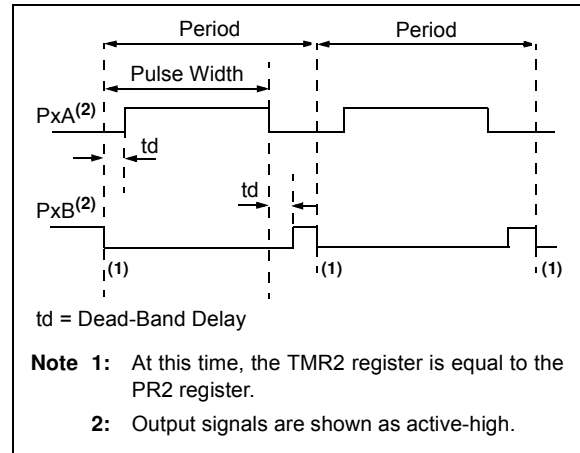 Period Period
Pulse Width
PxA(2)
td
td
PxB(2)
(1) (1) (1)
td = Dead-Band Delay
Note 1: At this time, the TMR2 register is equal to the
PR2 register.
2: Output signals are shown as active-high.